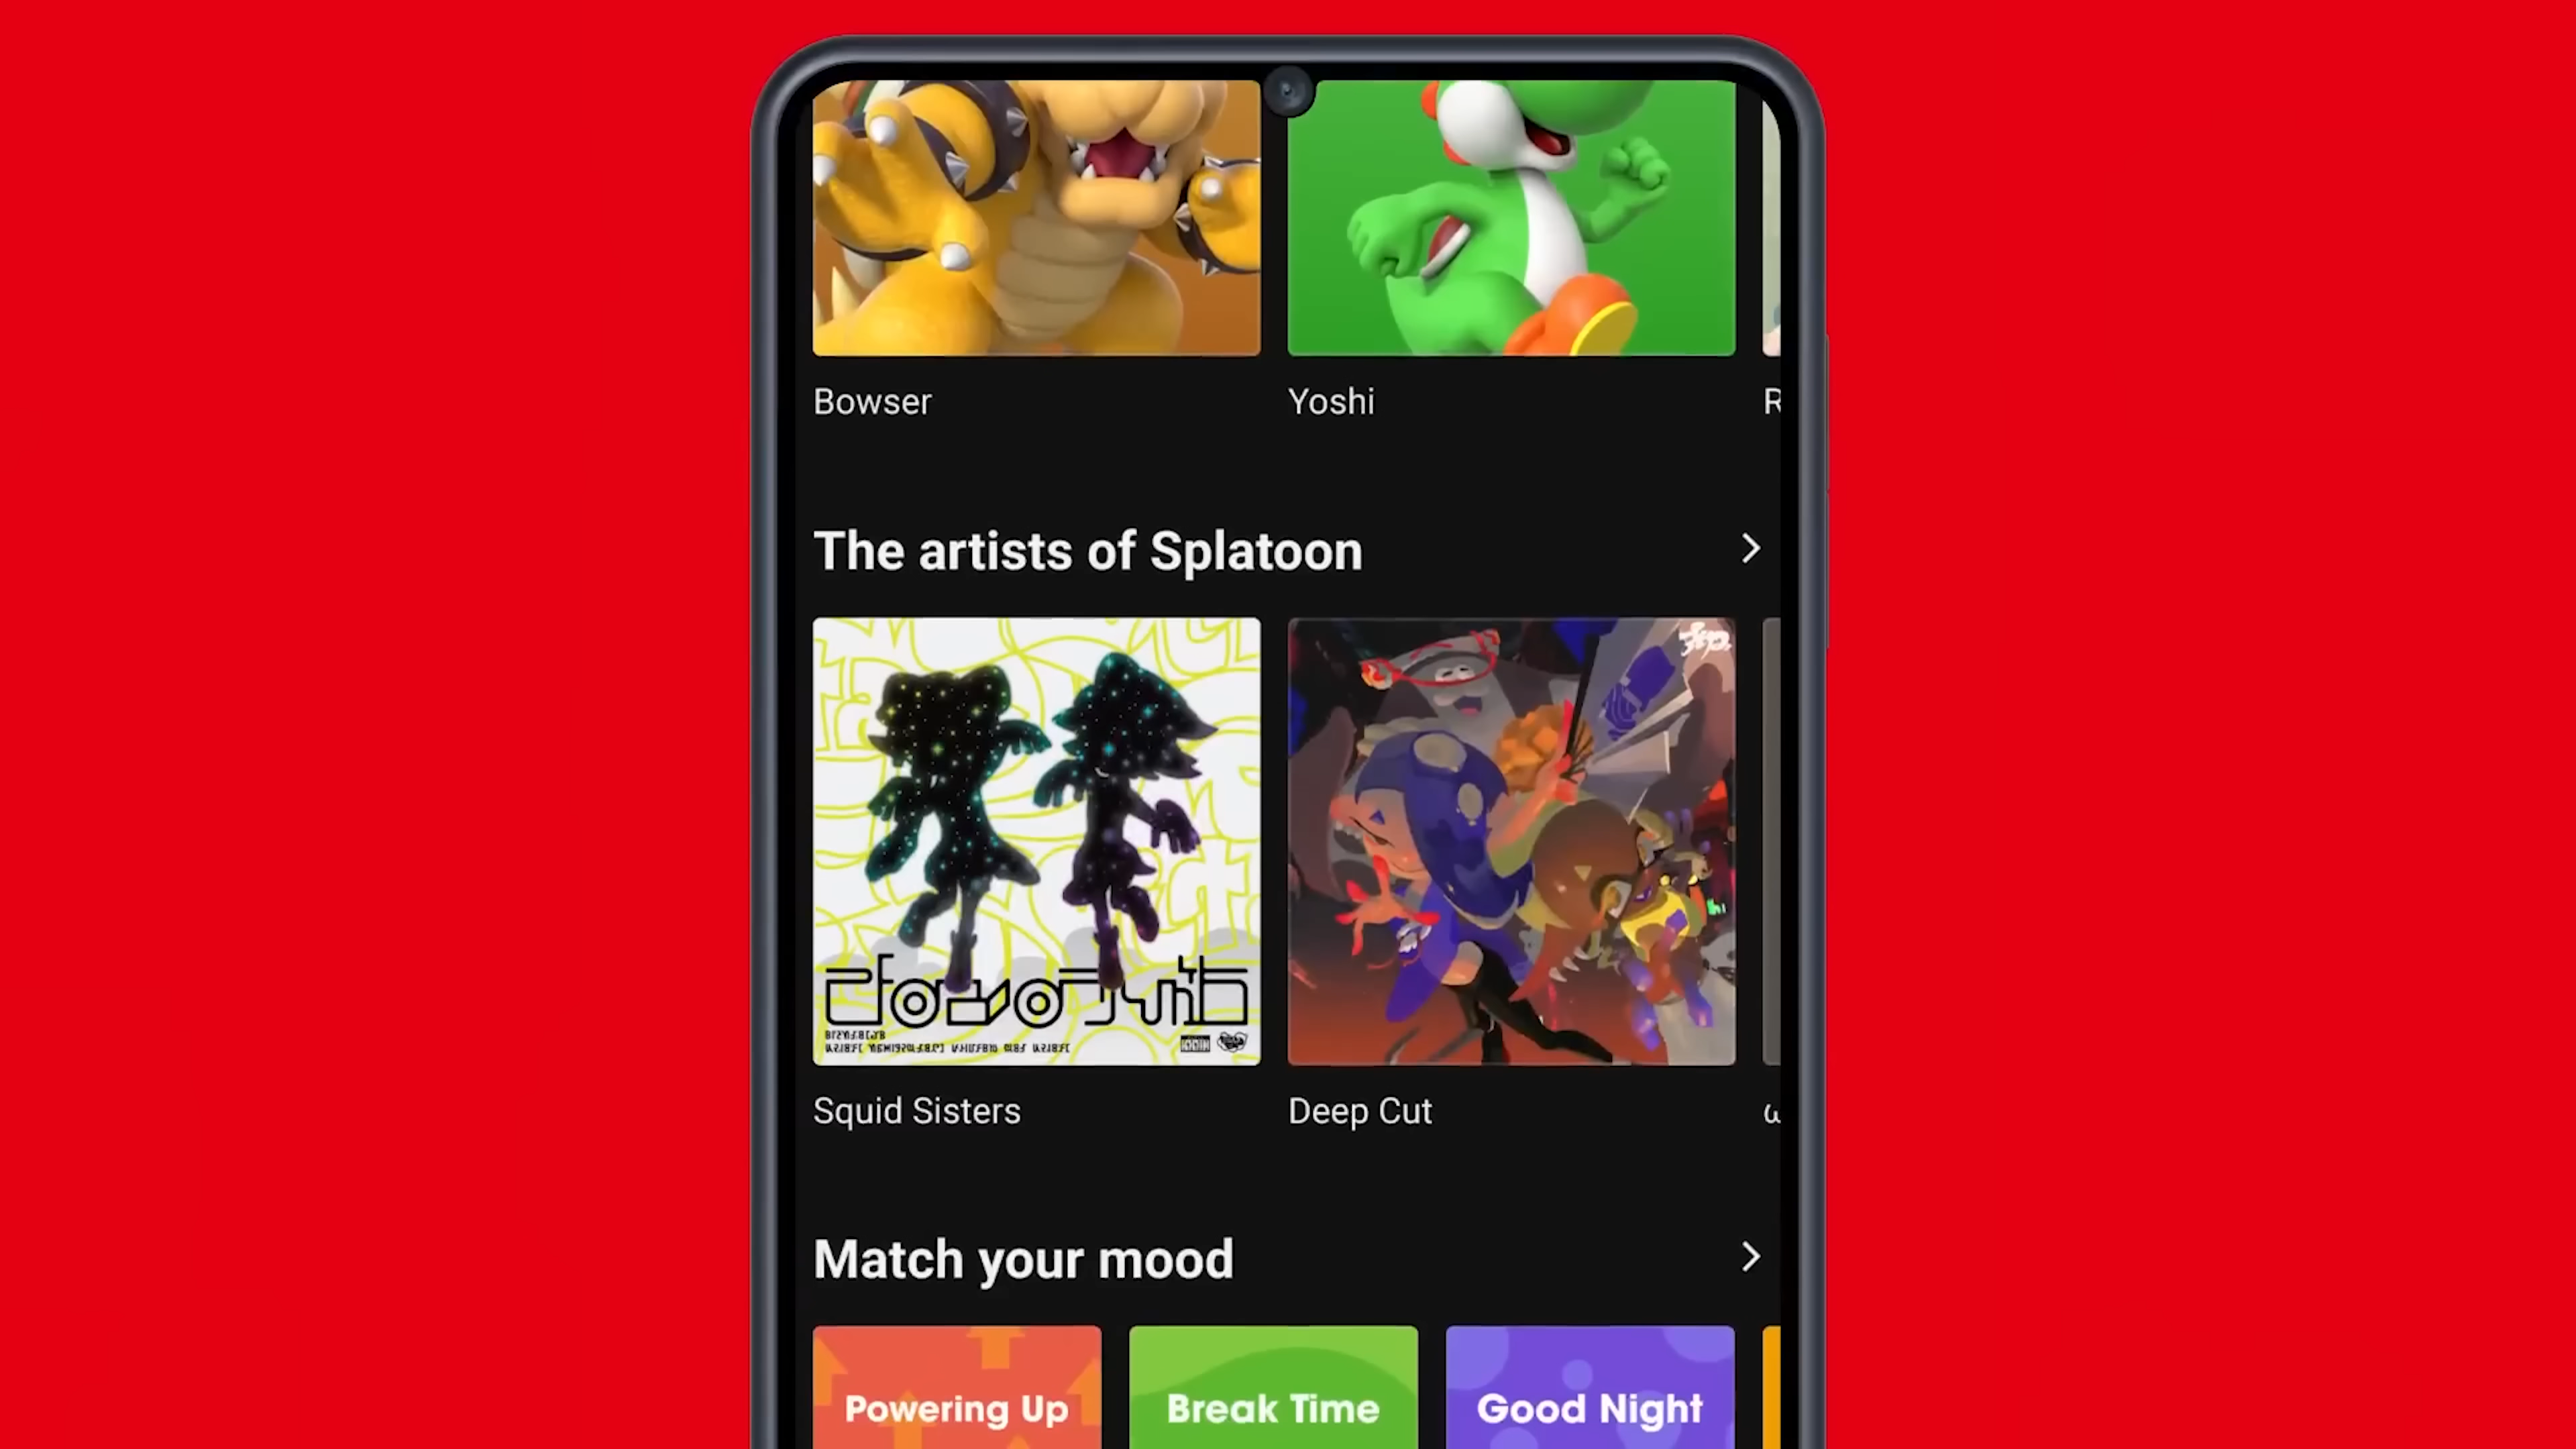 Bowser
Yoshi
R
The artists of Splatoon
Squid Sisters
Deep Cut
ω
Match your mood
Powering Up
Break Time
Good Night